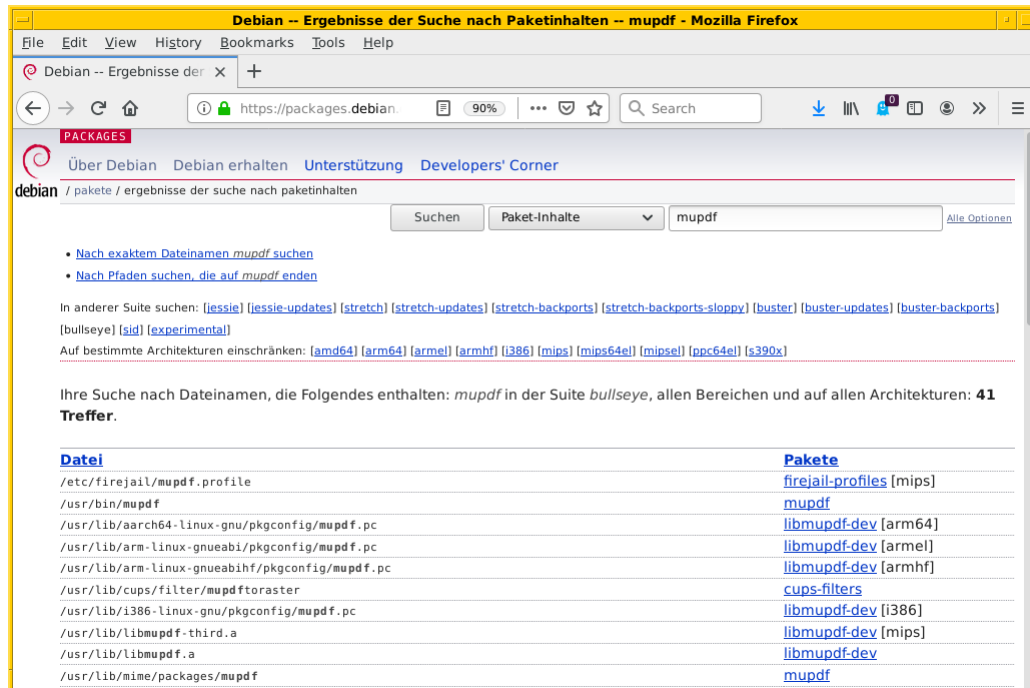 Debian -- Ergebnisse der Suche nach Paketinhalten -- mupdf - Mozilla Firefox
File Edit View History Bookmarks Tools Help
Debian -- Ergebnisse der
https://packages.debian. 90% Search 0
PACKAGES
Über Debian Debian erhalten Unterstützung Developers' Corner
debian / pakete / ergebnisse der suche nach paketinhalten
Suchen Paket-Inhalte mupdf Alle Optionen
• Nach exaktem Dateinamen mupdf suchen
• Nach Pfaden suchen, die auf mupdf enden
In anderer Suite suchen: [jessie] [jessie-updates] [stretch] [stretch-updates] [stretch-backports] [stretch-backports-sloppy] [buster] [buster-updates] [buster-backports]
[bullseye] [sid] [experimental]
Auf bestimmte Architekturen einschränken: [amd64] [arm64] [armel] [armhf] [i386] [mips] [mips64el] [mipsel] [ppc64el] [s390x]
Ihre Suche nach Dateinamen, die Folgendes enthalten: mupdf in der Suite bullseye, allen Bereichen und auf allen Architekturen: 41
Treffer.
Datei Pakete
/etc/firejail/mupdf.profile firejail-profiles [mips]
/usr/bin/mupdf mupdf
/usr/lib/aarch64-linux-gnu/pkgconfig/mupdf.pc libmupdf-dev [arm64]
/usr/lib/arm-linux-gnueabi/pkgconfig/mupdf.pc libmupdf-dev [armel]
/usr/lib/arm-linux-gnueabihf/pkgconfig/mupdf.pc libmupdf-dev [armhf]
/usr/lib/cups/filter/mupdftoraster cups-filters
/usr/lib/i386-linux-gnu/pkgconfig/mupdf.pc libmupdf-dev [i386]
/usr/lib/libmupdf-third.a libmupdf-dev [mips]
/usr/lib/libmupdf.a libmupdf-dev
/usr/lib/mime/packages/mupdf mupdf